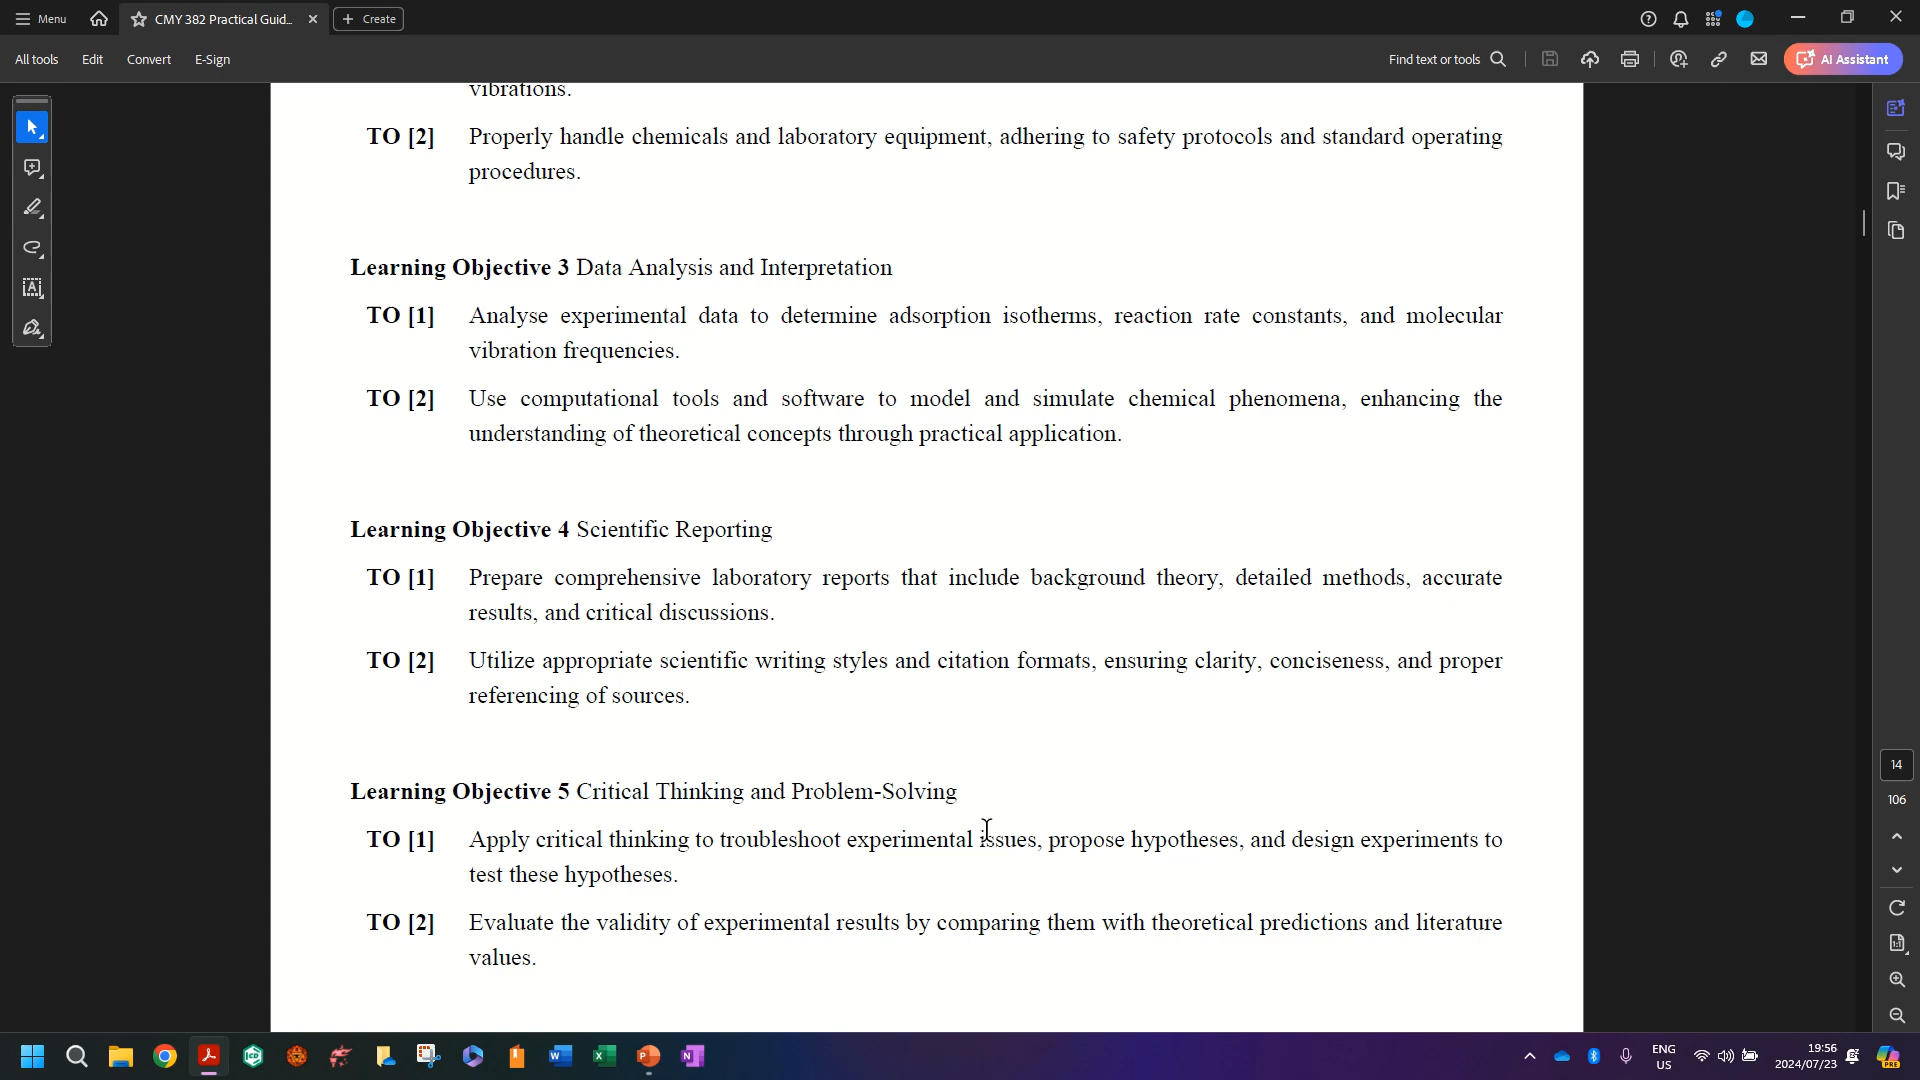 Menu
CMY 382 Practical Guid...
Create
All tools
Edit
Convert
E-Sign
Find text or tools
AI Assistant
vibrations.
TO [2] Properly handle chemicals and laboratory equipment, adhering to safety protocols and standard operating
procedures.
Learning Objective 3 Data Analysis and Interpretation
TO [1] Analyse experimental data to determine adsorption isotherms, reaction rate constants, and molecular
vibration frequencies.
TO [2] Use computational tools and software to model and simulate chemical phenomena, enhancing the
understanding of theoretical concepts through practical application.
Learning Objective 4 Scientific Reporting
TO [1] Prepare comprehensive laboratory reports that include background theory, detailed methods, accurate
results, and critical discussions.
TO [2] Utilize appropriate scientific writing styles and citation formats, ensuring clarity, conciseness, and proper
referencing of sources.
Learning Objective 5 Critical Thinking and Problem-Solving
TO [1] Apply critical thinking to troubleshoot experimental issues, propose hypotheses, and design experiments to
test these hypotheses.
TO [2] Evaluate the validity of experimental results by comparing them with theoretical predictions and literature
values.
14
106
ENG
US
19:56
2024/07/23